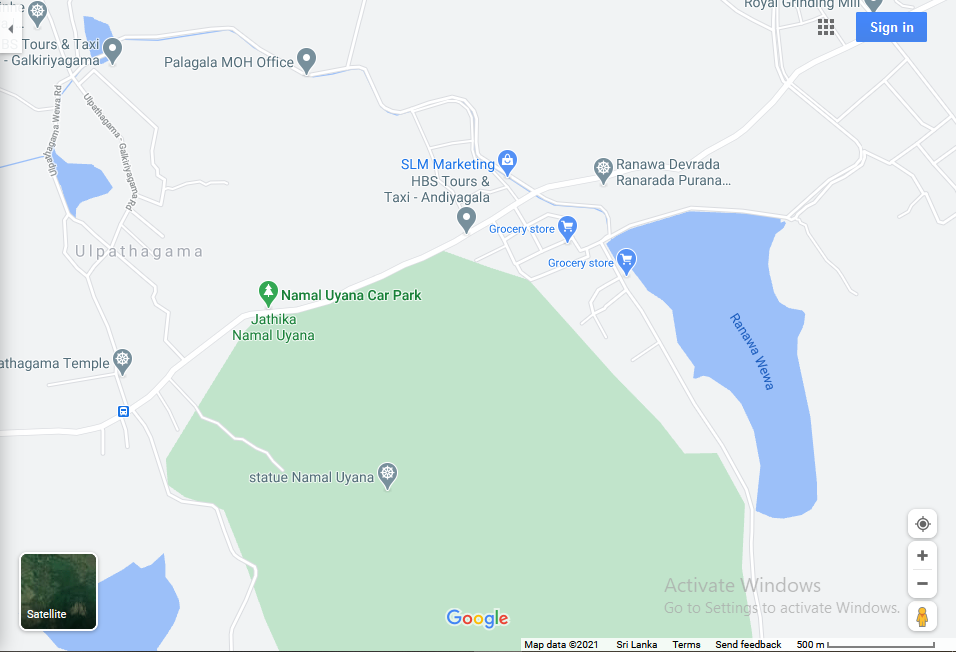 Royal Grinding Mill
Sign in
BS Tours & Taxi
- Galkiriyagama
Palagala MOH Office
Ulpathagama Wewa Rd
Ulpathagama - Galkiriyagama Rd
SLM Marketing
HBS Tours &
Taxi - Andiyagala
Ranawa Devrada
Ranarada Purana...
Grocery store
Grocery store
Ulpathagama
Namal Uyana Car Park
Jathika
Namal Uyana
Ranawa Wewa
athagama Temple
statue Namal Uyana
Satellite
Google
Activate Windows
Go to Settings to activate Windows.
Map data ©2021 Sri Lanka Terms Send feedback 500 m